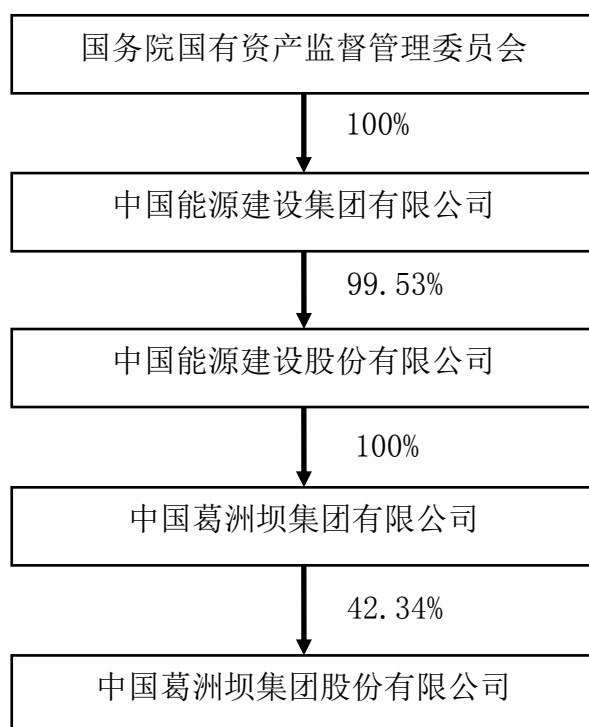 国务院国有资产监督管理委员会
100%
中国能源建设集团有限公司
99.53%
中国能源建设股份有限公司
100%
中国葛洲坝集团有限公司
42.34%
中国葛洲坝集团股份有限公司